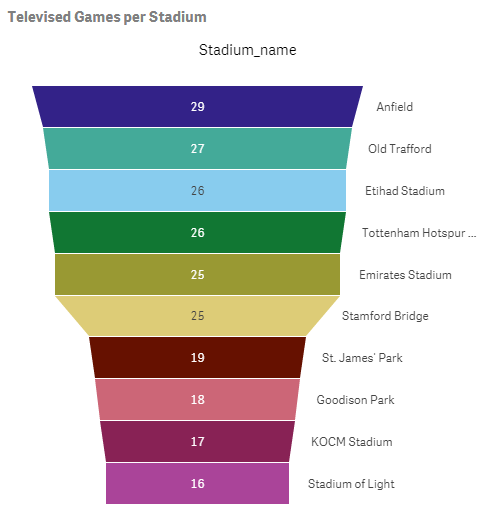 Televised Games per Stadium
Stadium_name
29 Anfield
27 Old Trafford
26 Etihad Stadium
26 Tottenham Hotspur ...
25 Emirates Stadium
25 Stamford Bridge
19 St. James' Park
18 Goodison Park
17 KOCM Stadium
16 Stadium of Light